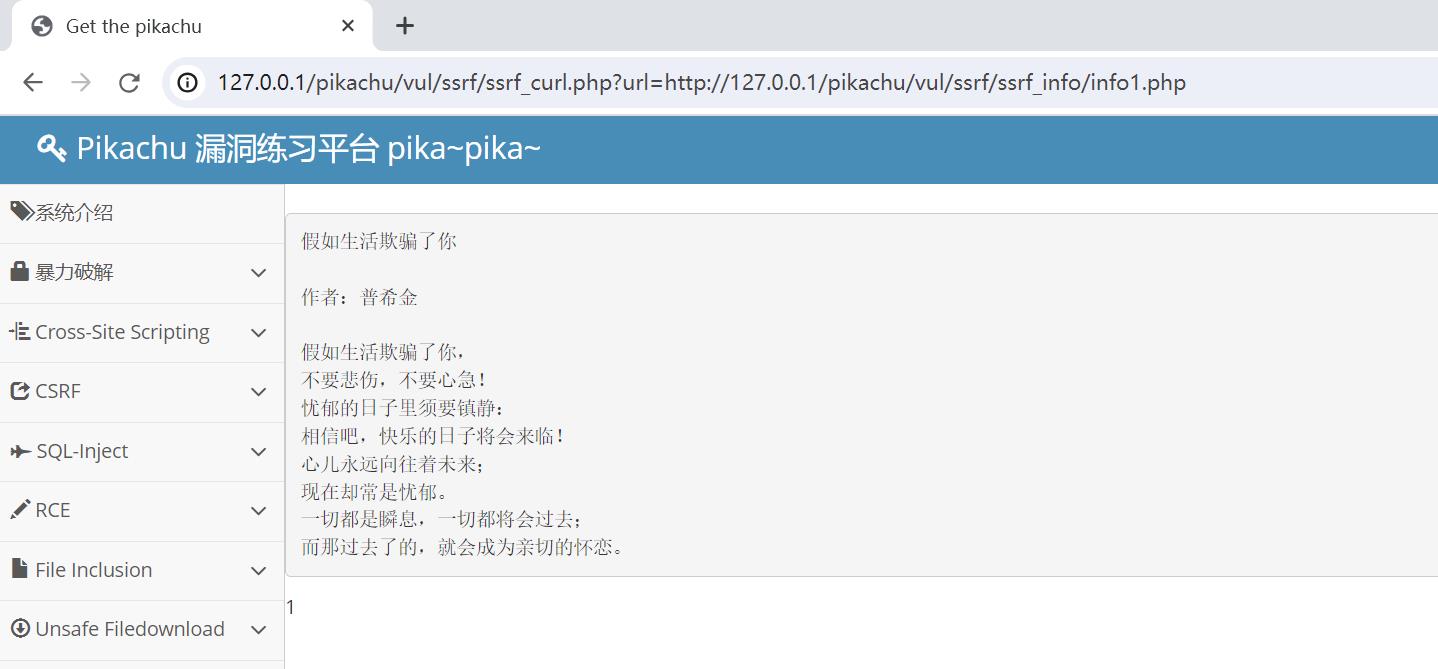 Get the pikachu
127.0.0.1/pikachu/vul/ssrf/ssrf_curl.php?url=http://127.0.0.1/pikachu/vul/ssrf/ssrf_info/info1.php
Pikachu 漏洞练习平台 pika~pika~
系统介绍
暴力破解
Cross-Site Scripting
CSRF
SQL-Inject
RCE
File Inclusion
Unsafe Filedownload
假如生活欺骗了你
作者：普希金
假如生活欺骗了你，
不要悲伤，不要心急！
忧郁的日子里须要镇静：
相信吧，快乐的日子将会来临！
心儿永远向往着未来；
现在却常是忧郁。
一切都是瞬息，一切都将会过去；
而那过去了的，就会成为亲切的怀恋。
1